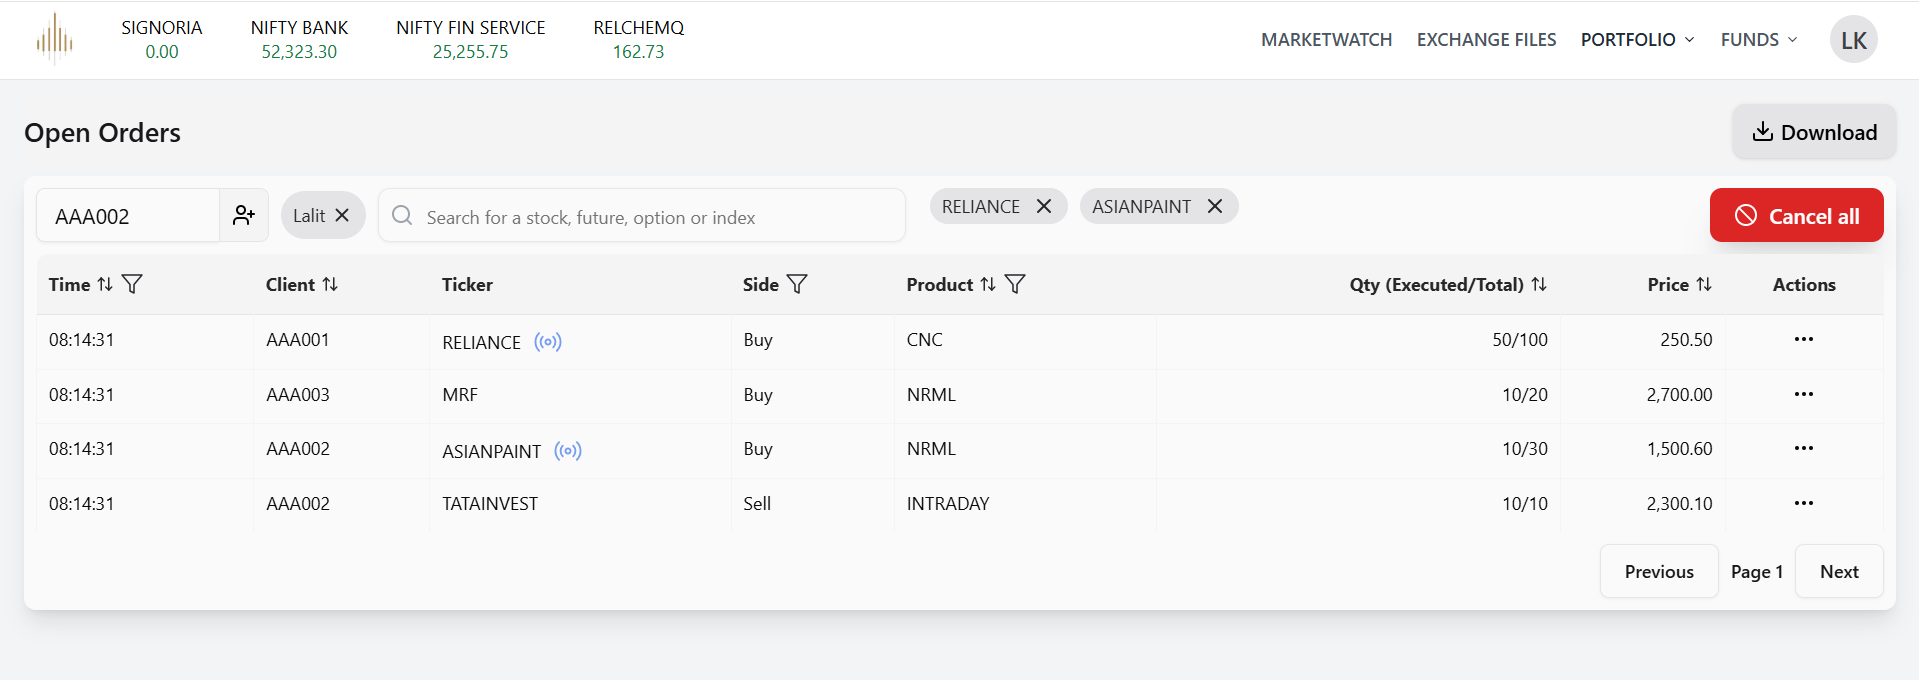 SIGNORIA NIFTY BANK NIFTY FIN SERVICE RELCHEMQ MARKETWATCH EXCHANGE FILES PORTFOLIO FUNDS LK
0.00 52,323.30 25,255.75 162.73
Open Orders Download
AAA002 Lalit Search for a stock, future, option or index RELIANCE ASIANPAINT Cancel all
Time Client Ticker Side Product Qty (Executed/Total) Price Actions
08:14:31 AAA001 RELIANCE Buy CNC 50/100 250.50
08:14:31 AAA003 MRF Buy NRML 10/20 2,700.00
08:14:31 AAA002 ASIANPAINT Buy NRML 10/30 1,500.60
08:14:31 AAA002 TATAINVEST Sell INTRADAY 10/10 2,300.10
Previous Page 1 Next